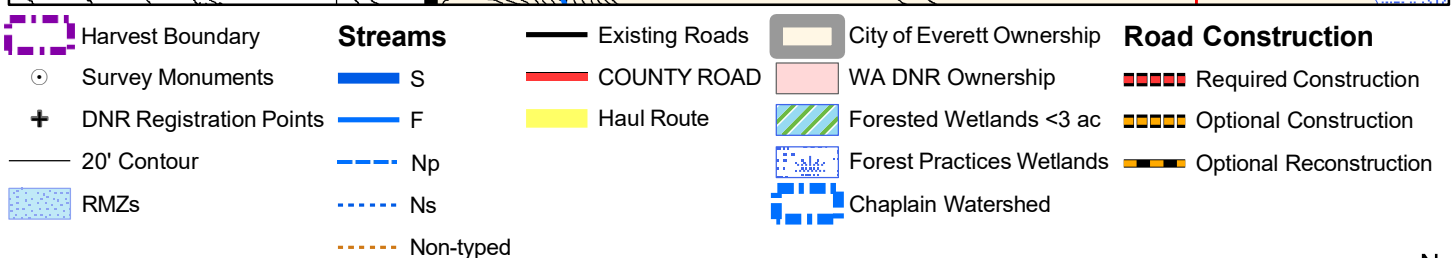 Harvest Boundary
Survey Monuments
DNR Registration Points
20' Contour
RMZs
Streams
S
F
Np
Ns
Non-typed
Existing Roads
COUNTY ROAD
Haul Route
City of Everett Ownership
WA DNR Ownership
Forested Wetlands <3 ac
Forest Practices Wetlands
Chaplain Watershed
Road Construction
Required Construction
Optional Construction
Optional Reconstruction
N